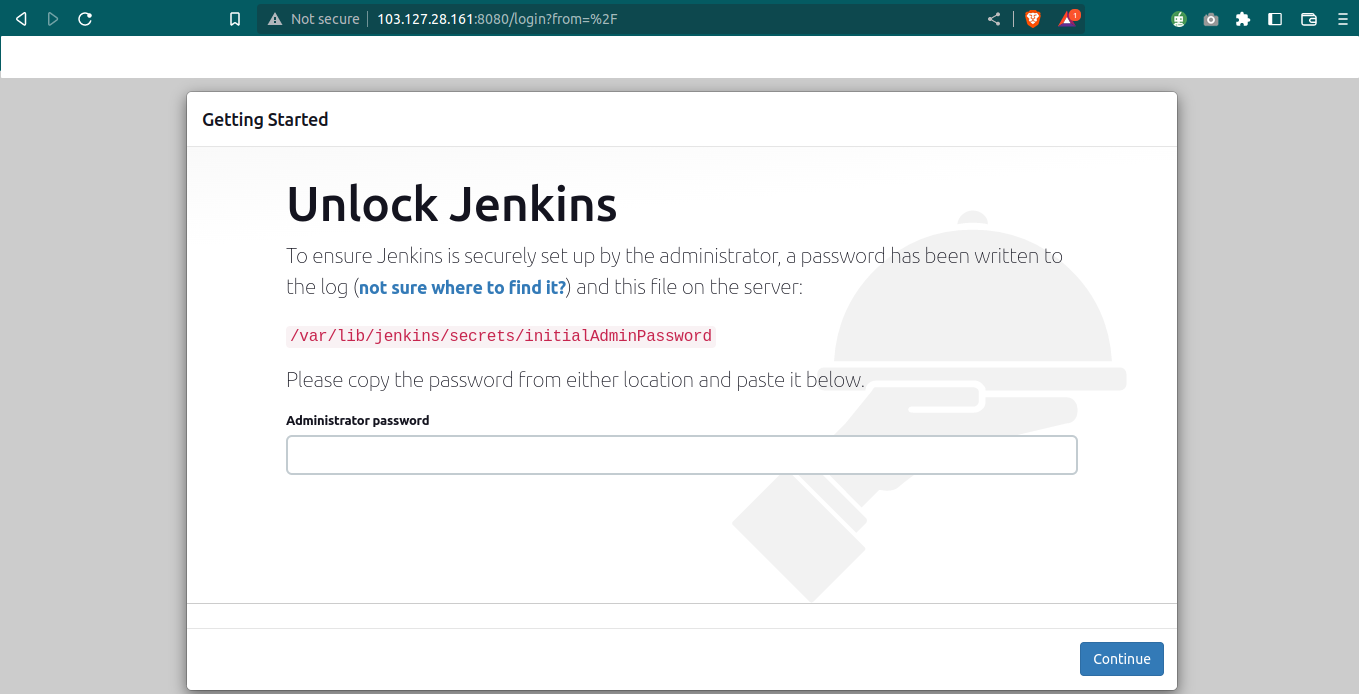 Not secure 103.127.28.161:8080/login?from=%2F
1
Getting Started
Unlock Jenkins
To ensure Jenkins is securely set up by the administrator, a password has been written to
the log (not sure where to find it?) and this file on the server:
/var/lib/jenkins/secrets/initialAdminPassword
Please copy the password from either location and paste it below.
Administrator password
Continue